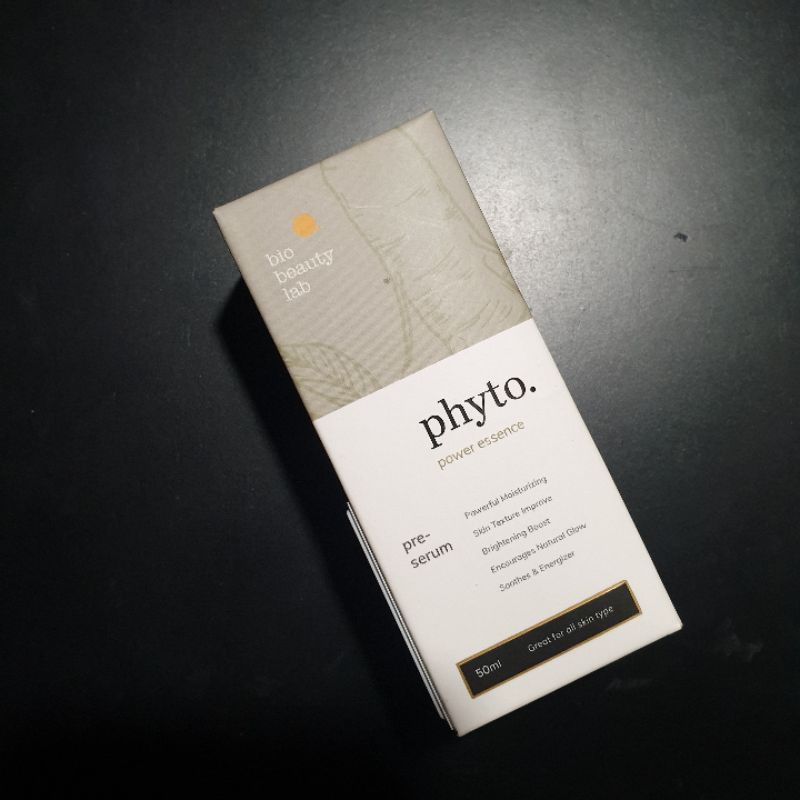 bio
beauty
lab
phyto.
power essence
pre-
serum
Powerful Moisturizing
Skin Texture Improve
Brightening Boost
Encourages Natural Glow
Soothes & Energizer
50ml
Great for all skin type